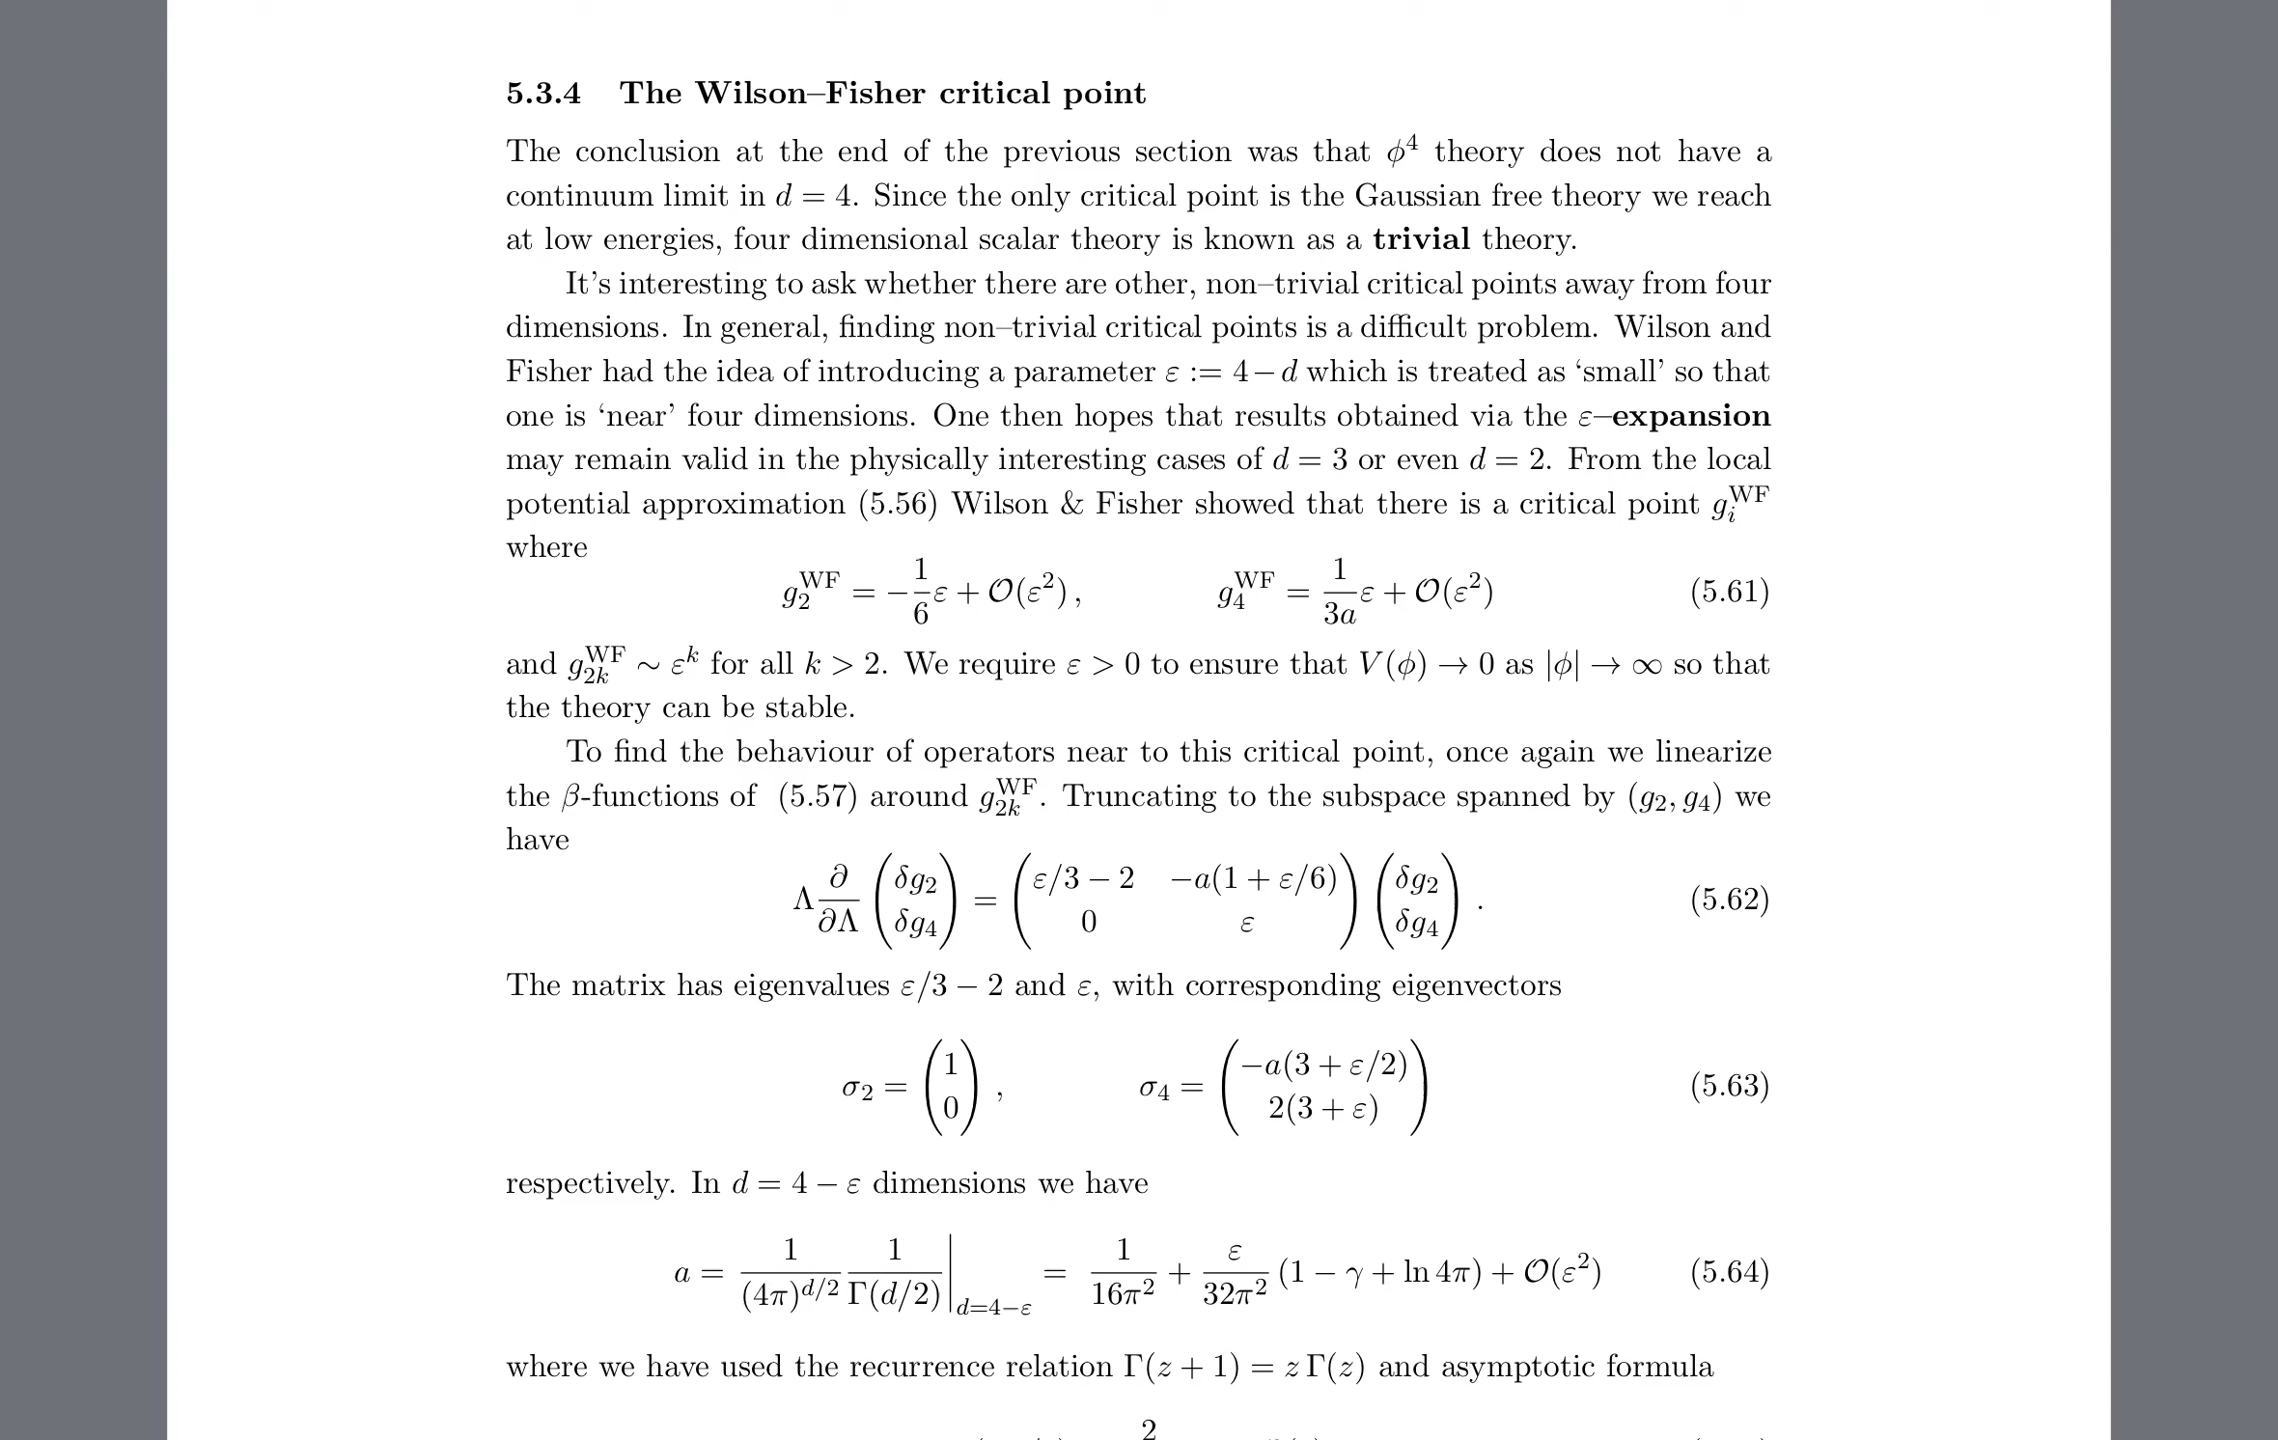 5.3.4 The Wilson–Fisher critical point
The conclusion at the end of the previous section was that ϕ⁴ theory does not have a
continuum limit in d = 4. Since the only critical point is the Gaussian free theory we reach
at low energies, four dimensional scalar theory is known as a trivial theory.
It's interesting to ask whether there are other, non–trivial critical points away from four
dimensions. In general, finding non–trivial critical points is a difficult problem. Wilson and
Fisher had the idea of introducing a parameter ε := 4 − d which is treated as 'small' so that
one is 'near' four dimensions. One then hopes that results obtained via the ε–expansion
may remain valid in the physically interesting cases of d = 3 or even d = 2. From the local
potential approximation (5.56) Wilson & Fisher showed that there is a critical point g_i^WF
where
g_2^WF = −(1/6)ε + 𝒪(ε²), g_4^WF = (1/3a)ε + 𝒪(ε²) (5.61)
and g_{2k}^WF ∼ ε^k for all k > 2. We require ε > 0 to ensure that V(ϕ) → 0 as |ϕ| → ∞ so that
the theory can be stable.
To find the behaviour of operators near to this critical point, once again we linearize
the β-functions of (5.57) around g_{2k}^WF. Truncating to the subspace spanned by (g₂, g₄) we
have
Λ ∂/∂Λ (δg₂ ; δg₄) = (ε/3 − 2 −a(1 + ε/6) ; 0 ε) (δg₂ ; δg₄) . (5.62)
The matrix has eigenvalues ε/3 − 2 and ε, with corresponding eigenvectors
σ₂ = (1 ; 0) , σ₄ = (−a(3 + ε/2) ; 2(3 + ε)) (5.63)
respectively. In d = 4 − ε dimensions we have
a = 1/(4π)^{d/2} 1/Γ(d/2) |_{d=4−ε} = 1/16π² + ε/32π² (1 − γ + ln 4π) + 𝒪(ε²) (5.64)
where we have used the recurrence relation Γ(z + 1) = z Γ(z) and asymptotic formula